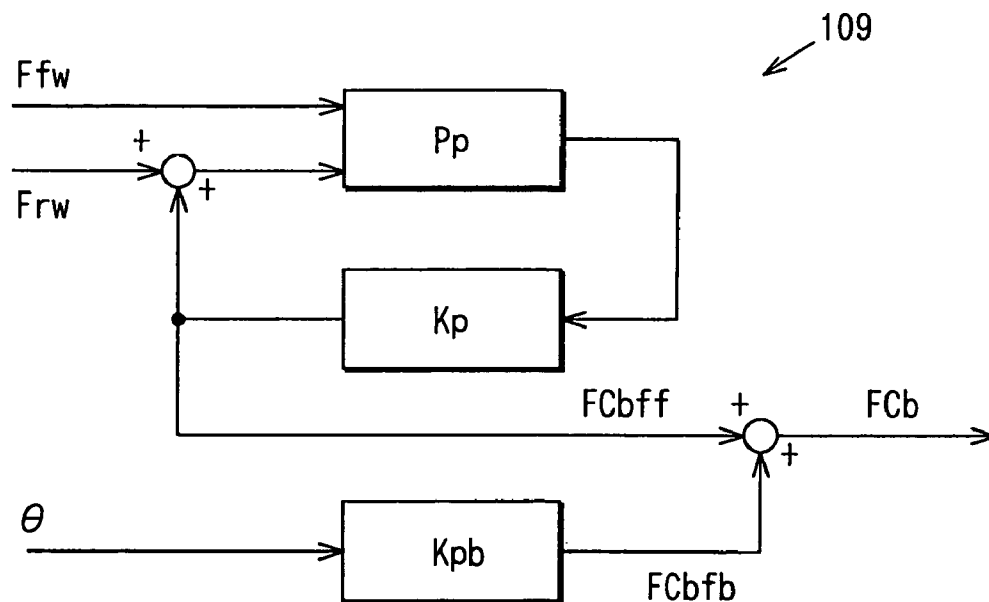 109
Ffw
Pp
+
+
Frw
Kp
FCbff
+
FCb
+
θ
Kpb
FCbfb